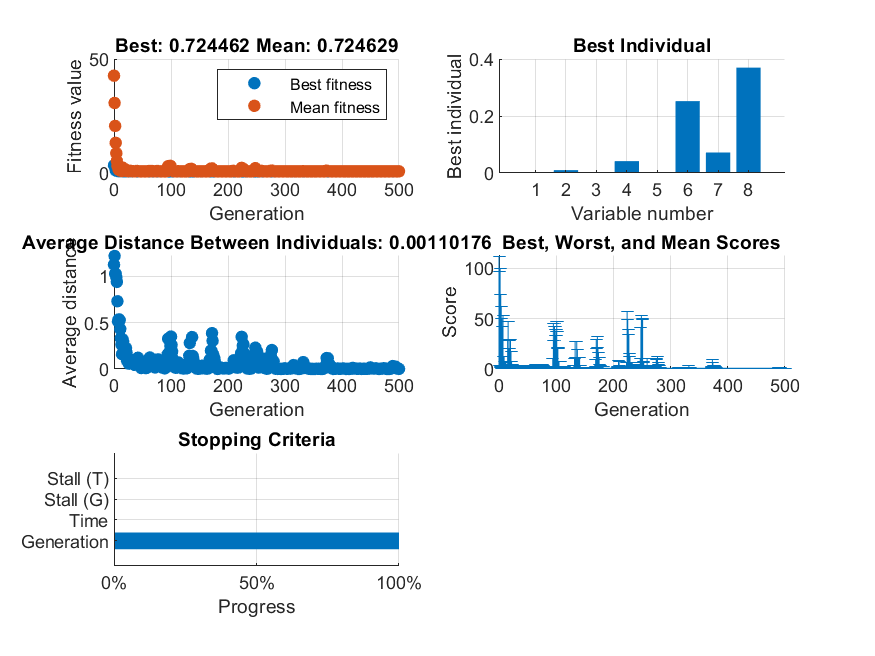 Best: 0.724462 Mean: 0.724629
Fitness value
50
0
Best fitness
Mean fitness
0 100 200 300 400 500
Generation
Best Individual
Best individual
0.4
0.2
0
1 2 3 4 5 6 7 8
Variable number
Average Distance Between Individuals: 0.00110176
Average distance
1
0.5
0
0 100 200 300 400 500
Generation
Best, Worst, and Mean Scores
Score
100
50
0
0 100 200 300 400 500
Generation
Stopping Criteria
Stall (T)
Stall (G)
Time
Generation
0% 50% 100%
Progress